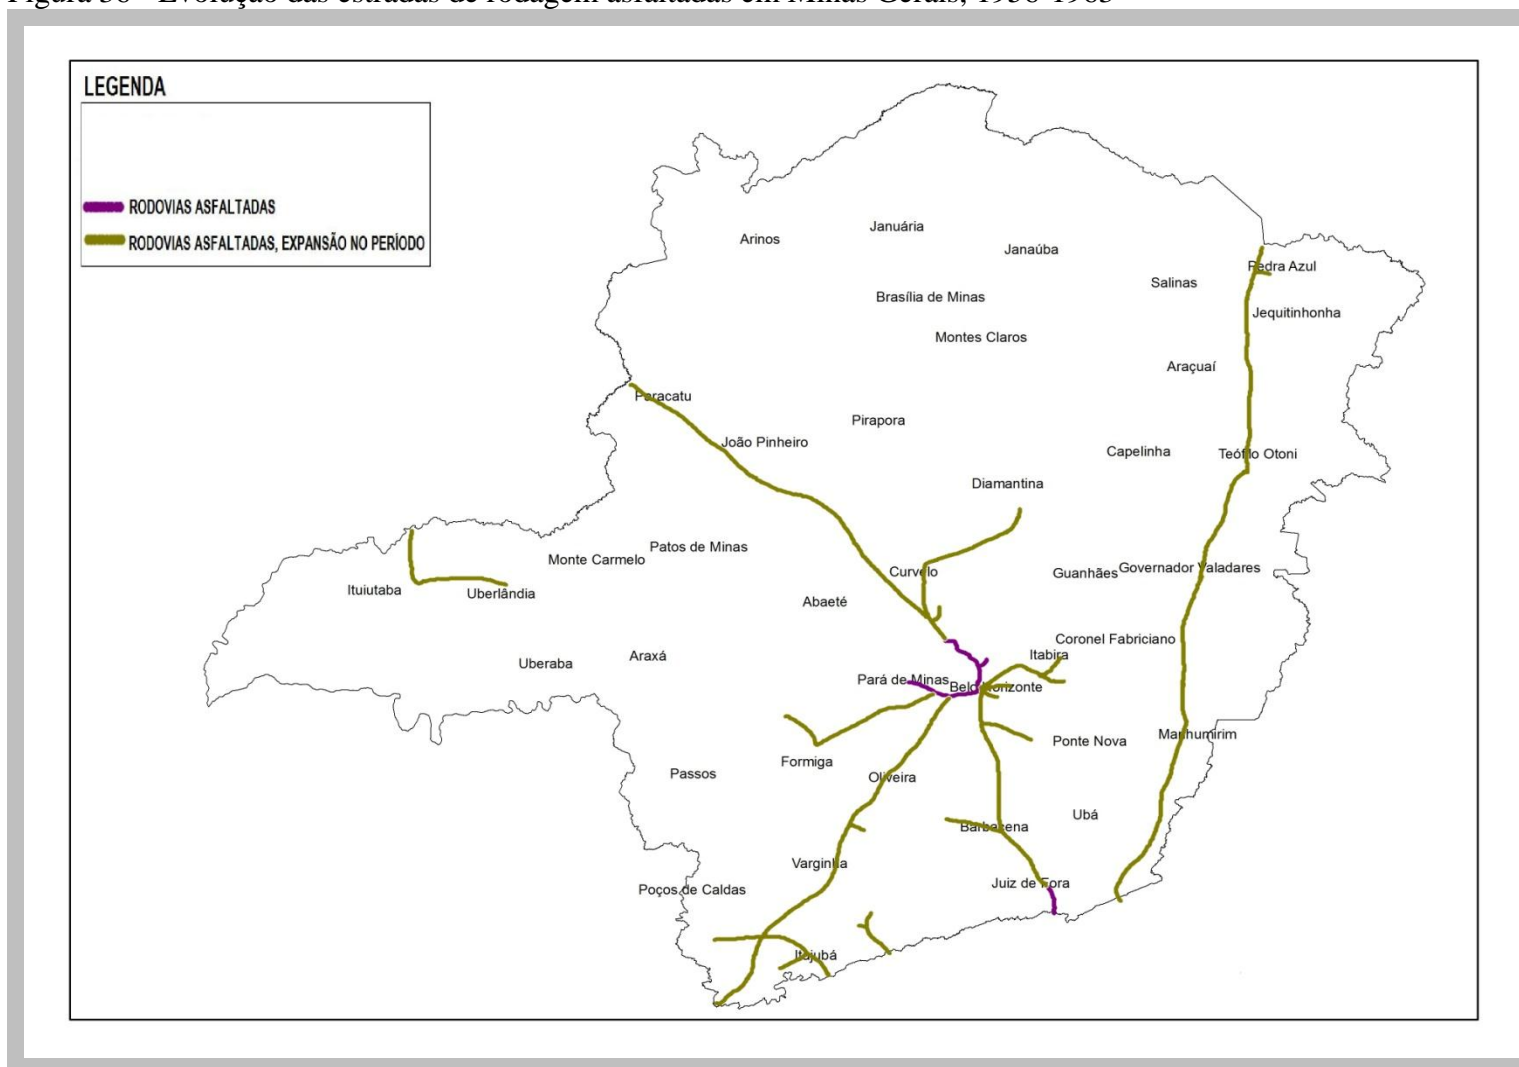 Figura 36 - Evolução das estradas de rodagem asfaltadas em Minas Gerais, 1956-1965
LEGENDA
RODOVIAS ASFALTADAS
RODOVIAS ASFALTADAS, EXPANSÃO NO PERÍODO
Januária
Arinos
Janaúba
Pedra Azul
Salinas
Brasília de Minas
Jequitinhonha
Montes Claros
Araçuaí
Paracatu
Pirapora
João Pinheiro
Capelinha
Teófilo Otoni
Diamantina
Patos de Minas
Monte Carmelo
Governador Valadares
Curvelo
Guanhães
Ituiutaba
Uberlândia
Abaeté
Coronel Fabriciano
Itabira
Araxá
Uberaba
Pará de Minas
Belo Horizonte
Manhumirim
Ponte Nova
Formiga
Passos
Oliveira
Ubá
Barbacena
Varginha
Juiz de Fora
Poços de Caldas
Itajubá